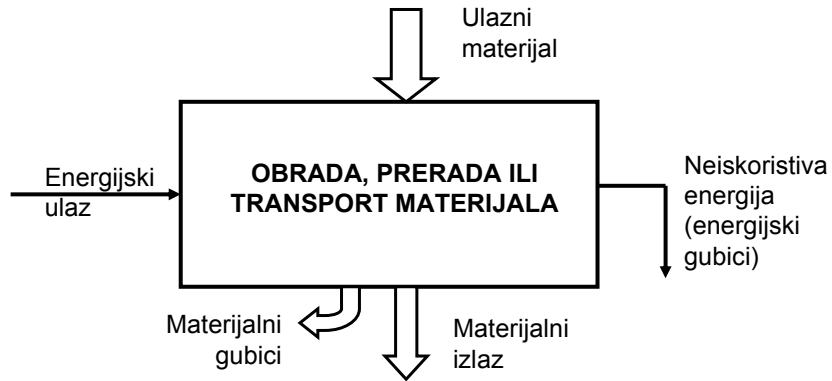 Ulazni
materijal
Energijski
ulaz
OBRADA, PRERADA ILI
TRANSPORT MATERIJALA
Neiskoristiva
energija
(energijski
gubici)
Materijalni
gubici
Materijalni
izlaz